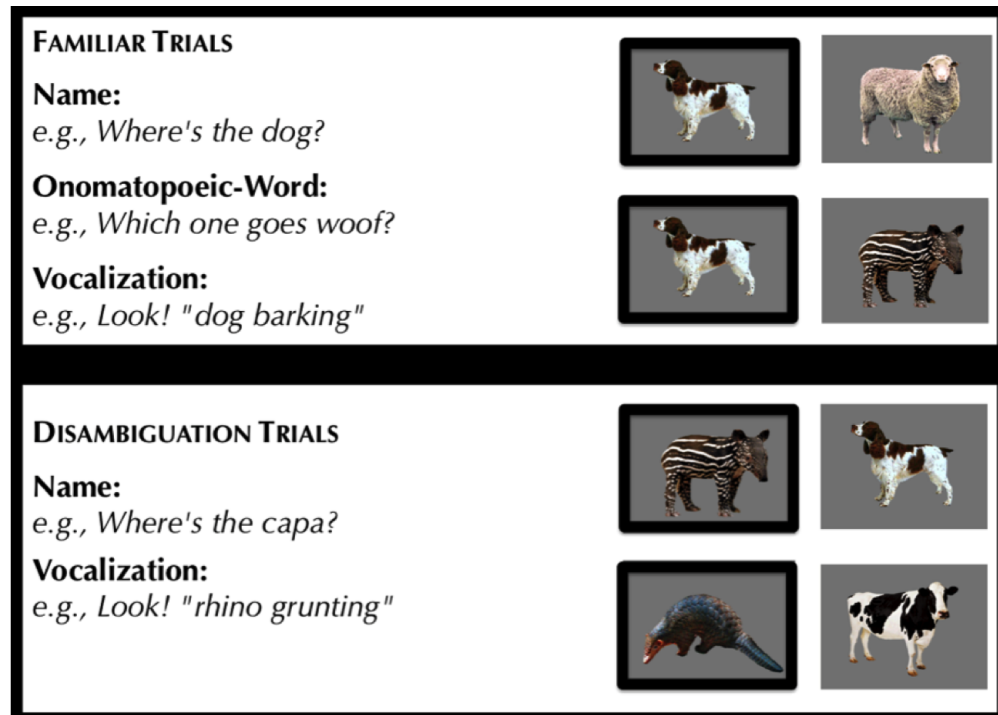 FAMILIAR TRIALS
Name:
e.g., Where's the dog?
Onomatopoeic-Word:
e.g., Which one goes woof?
Vocalization:
e.g., Look! "dog barking"
DISAMBIGUATION TRIALS
Name:
e.g., Where's the capa?
Vocalization:
e.g., Look! "rhino grunting"